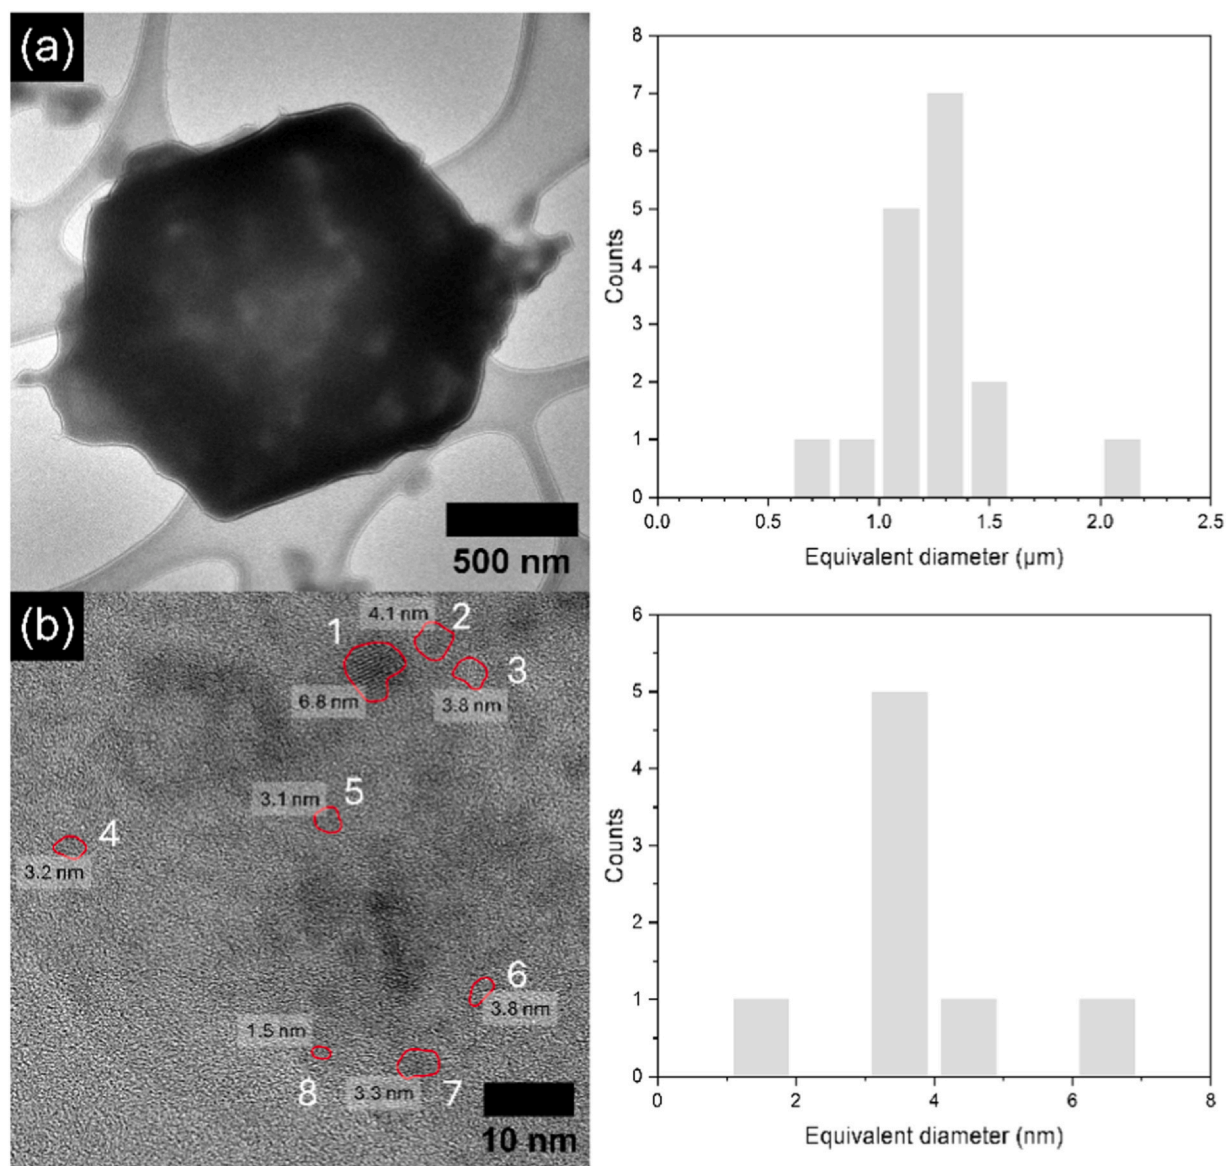 (a)
500 nm
8
7
6
5
4
3
2
1
0
Counts
0.0 0.5 1.0 1.5 2.0 2.5
Equivalent diameter (µm)
(b)
4.1 nm
1
2
3
6.8 nm
3.8 nm
3.1 nm
5
4
3.2 nm
6
3.8 nm
1.5 nm
8
3.3 nm
7
10 nm
6
5
4
3
2
1
0
Counts
0 2 4 6 8
Equivalent diameter (nm)